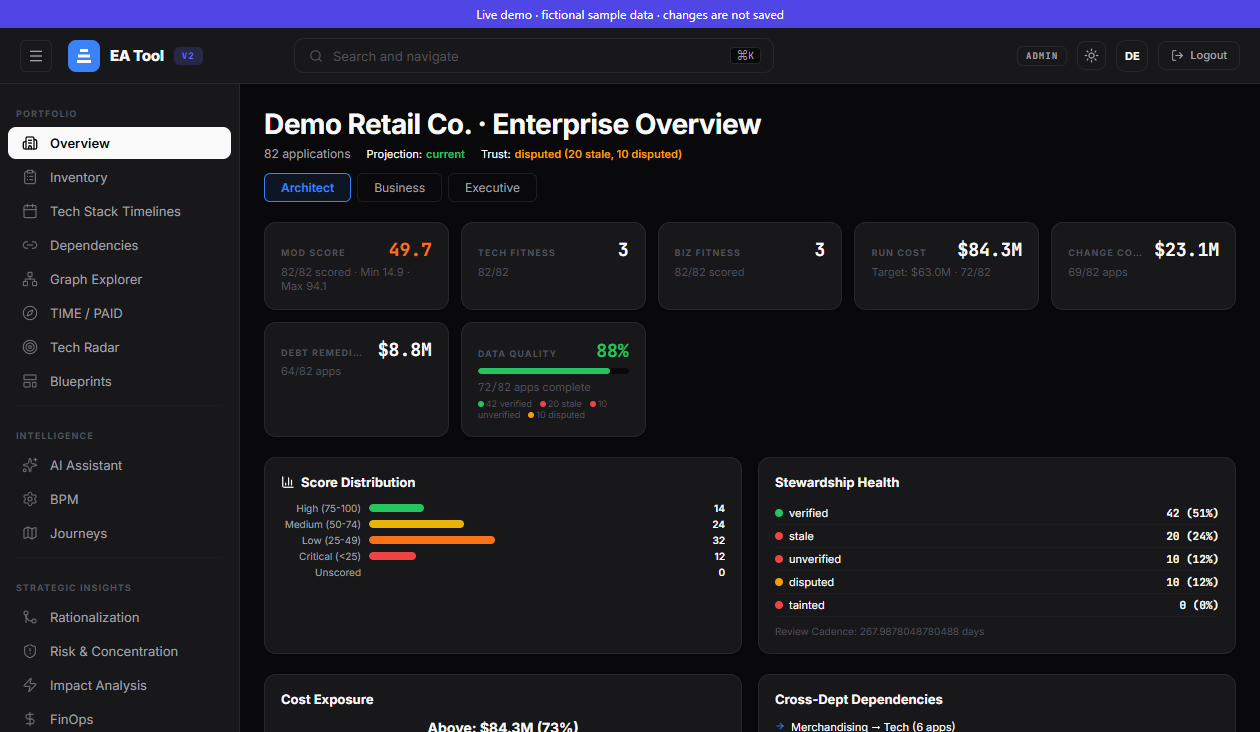 Live demo · fictional sample data · changes are not saved
EA Tool V2
Search and navigate ⌘K
ADMIN DE Logout
PORTFOLIO
Overview
Inventory
Tech Stack Timelines
Dependencies
Graph Explorer
TIME / PAID
Tech Radar
Blueprints
INTELLIGENCE
AI Assistant
BPM
Journeys
STRATEGIC INSIGHTS
Rationalization
Risk & Concentration
Impact Analysis
FinOps
Demo Retail Co. · Enterprise Overview
82 applications Projection: current Trust: disputed (20 stale, 10 disputed)
Architect Business Executive
MOD SCORE 49.7
82/82 scored · Min 14.9 ·
Max 94.1
TECH FITNESS 3
82/82
BIZ FITNESS 3
82/82 scored
RUN COST $84.3M
Target: $63.0M · 72/82
CHANGE CO... $23.1M
69/82 apps
DEBT REMEDI... $8.8M
64/82 apps
DATA QUALITY 88%
72/82 apps complete
42 verified 20 stale 10
unverified 10 disputed
Score Distribution
High (75-100) 14
Medium (50-74) 24
Low (25-49) 32
Critical (<25) 12
Unscored 0
Stewardship Health
verified 42 (51%)
stale 20 (24%)
unverified 10 (12%)
disputed 10 (12%)
tainted 0 (0%)
Review Cadence: 267.9878048780488 days
Cost Exposure
Above: $84.3M (73%)
Cross-Dept Dependencies
→ Merchandising → Tech (6 apps)